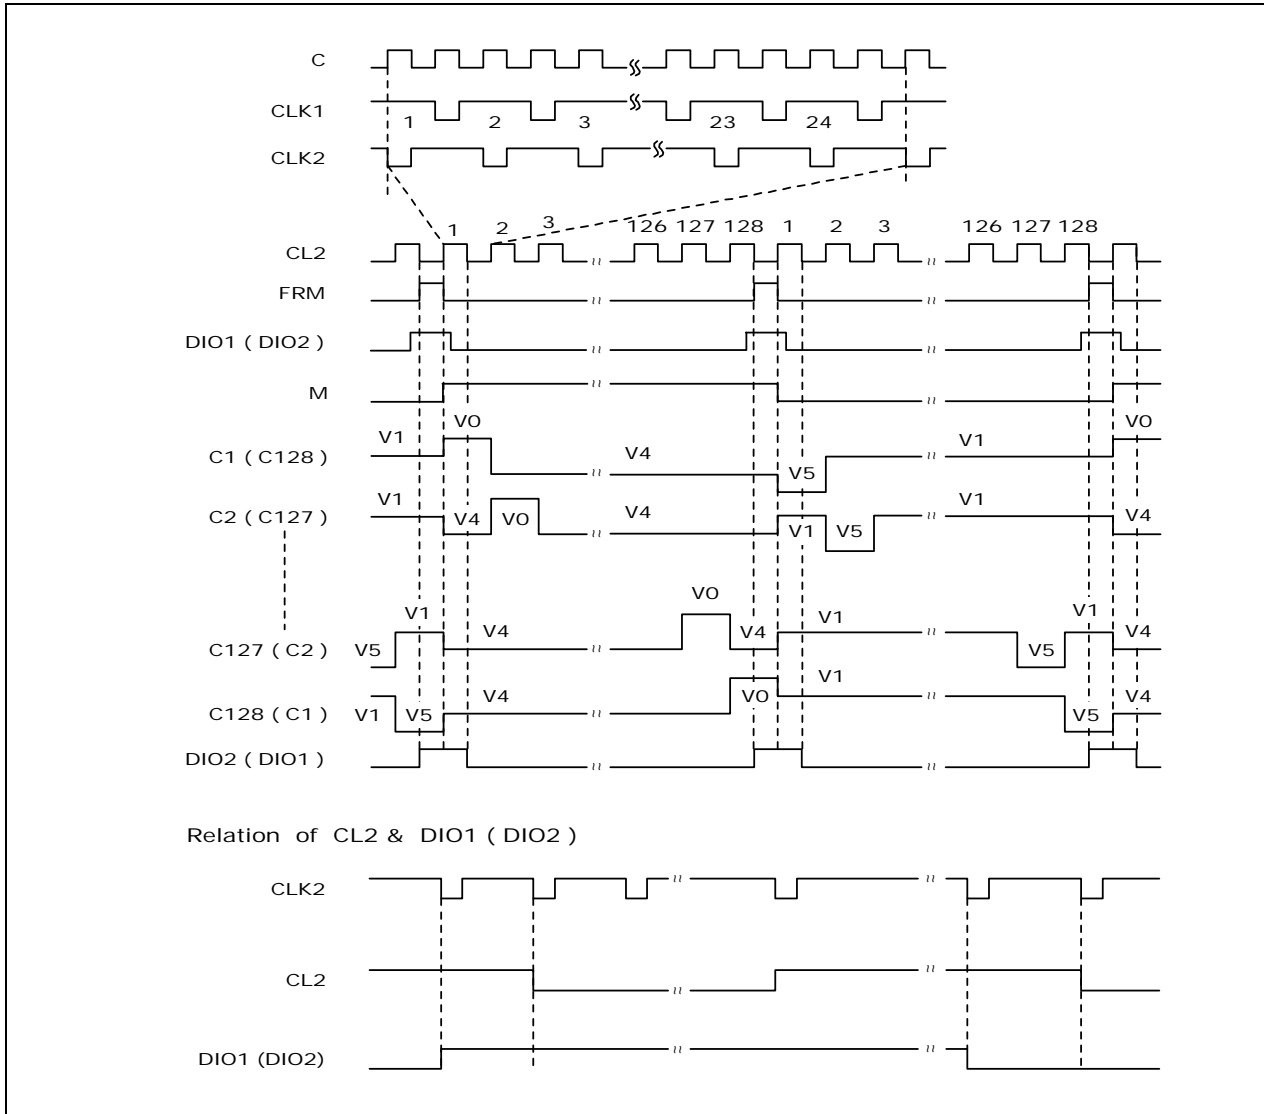 C
CLK1
1 2 3 23 24
CLK2
1 2 3 126 127 128 1 2 3 126 127 128
CL2
FRM
DIO1 ( DIO2 )
M
V0 V0
V1 V1
C1 ( C128 ) V4
V5
V1 V1
C2 ( C127 ) V4 V0 V4 V1 V5 V4
V0
V1 V1 V1
C127 ( C2 ) V5 V4 V4 V5 V4
V1
C128 ( C1 ) V1 V5 V4 V0 V5 V4
DIO2 ( DIO1 )
Relation of CL2 & DIO1 ( DIO2 )
CLK2
CL2
DIO1 (DIO2)